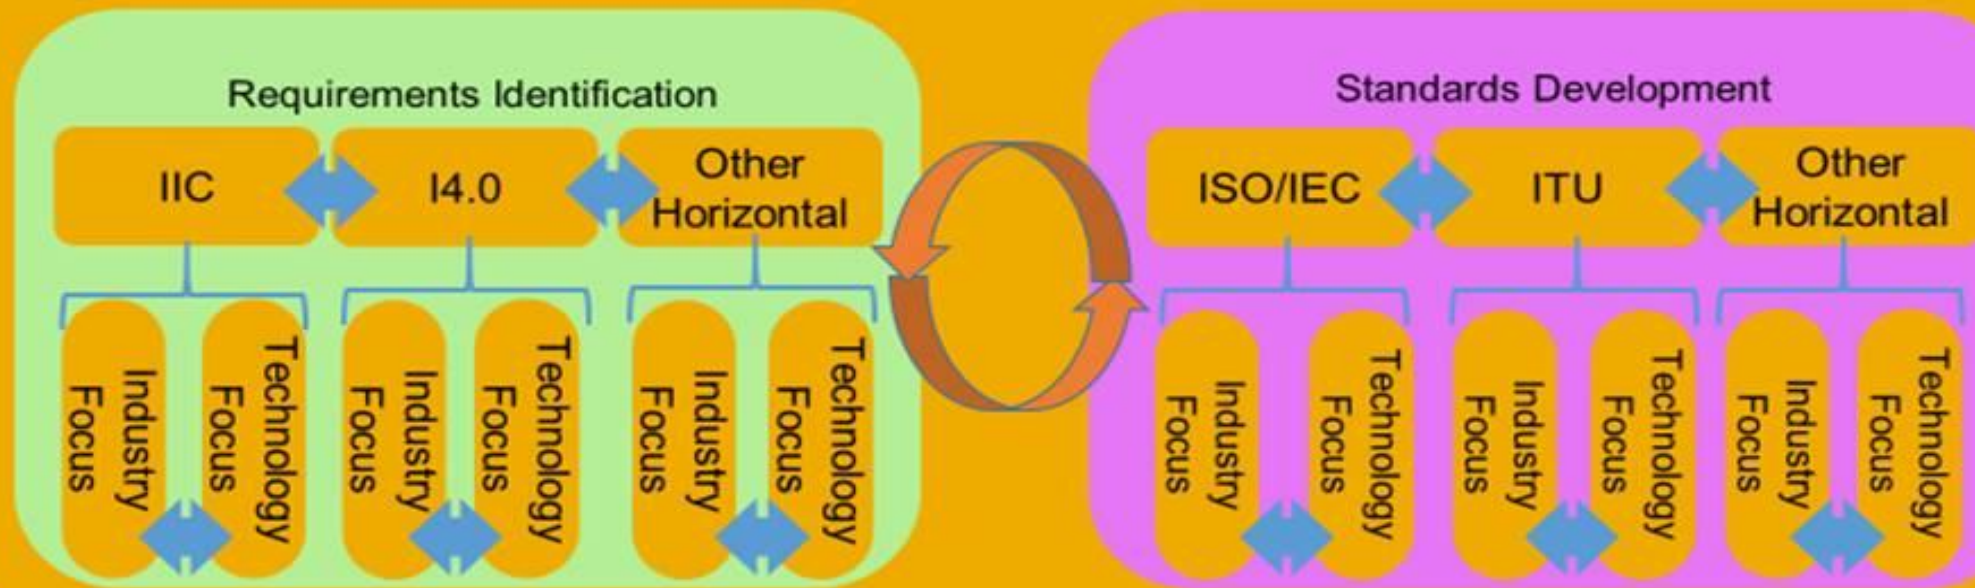 Requirements Identification
IIC
I4.0
Other
Horizontal
Industry
Focus
Technology
Focus
Industry
Focus
Technology
Focus
Industry
Focus
Technology
Focus
Standards Development
ISO/IEC
ITU
Other
Horizontal
Industry
Focus
Technology
Focus
Industry
Focus
Technology
Focus
Industry
Focus
Technology
Focus